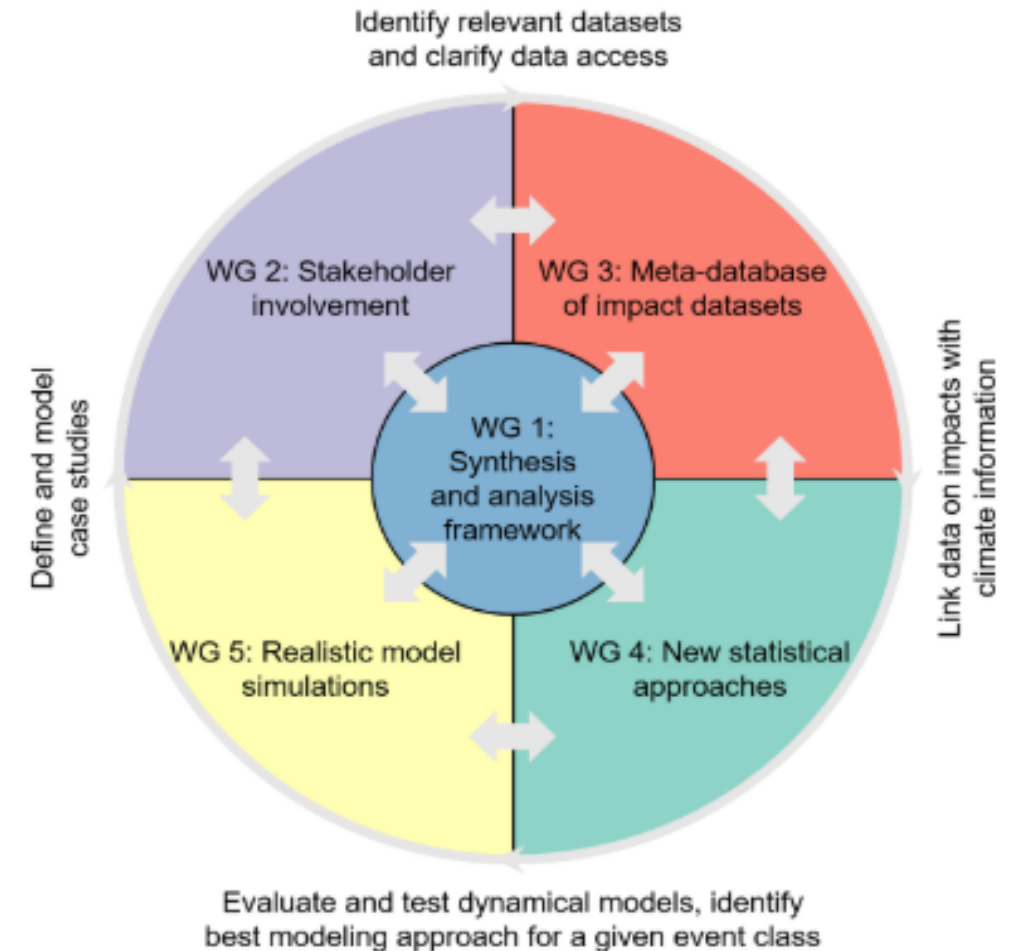 Identify relevant datasets
and clarify data access
WG 2: Stakeholder
involvement
WG 3: Meta-database
of impact datasets
Define and model
case studies
WG 1:
Synthesis
and analysis
framework
Link data on impacts with
climate information
WG 5: Realistic model
simulations
WG 4: New statistical
approaches
Evaluate and test dynamical models, identify
best modeling approach for a given event class